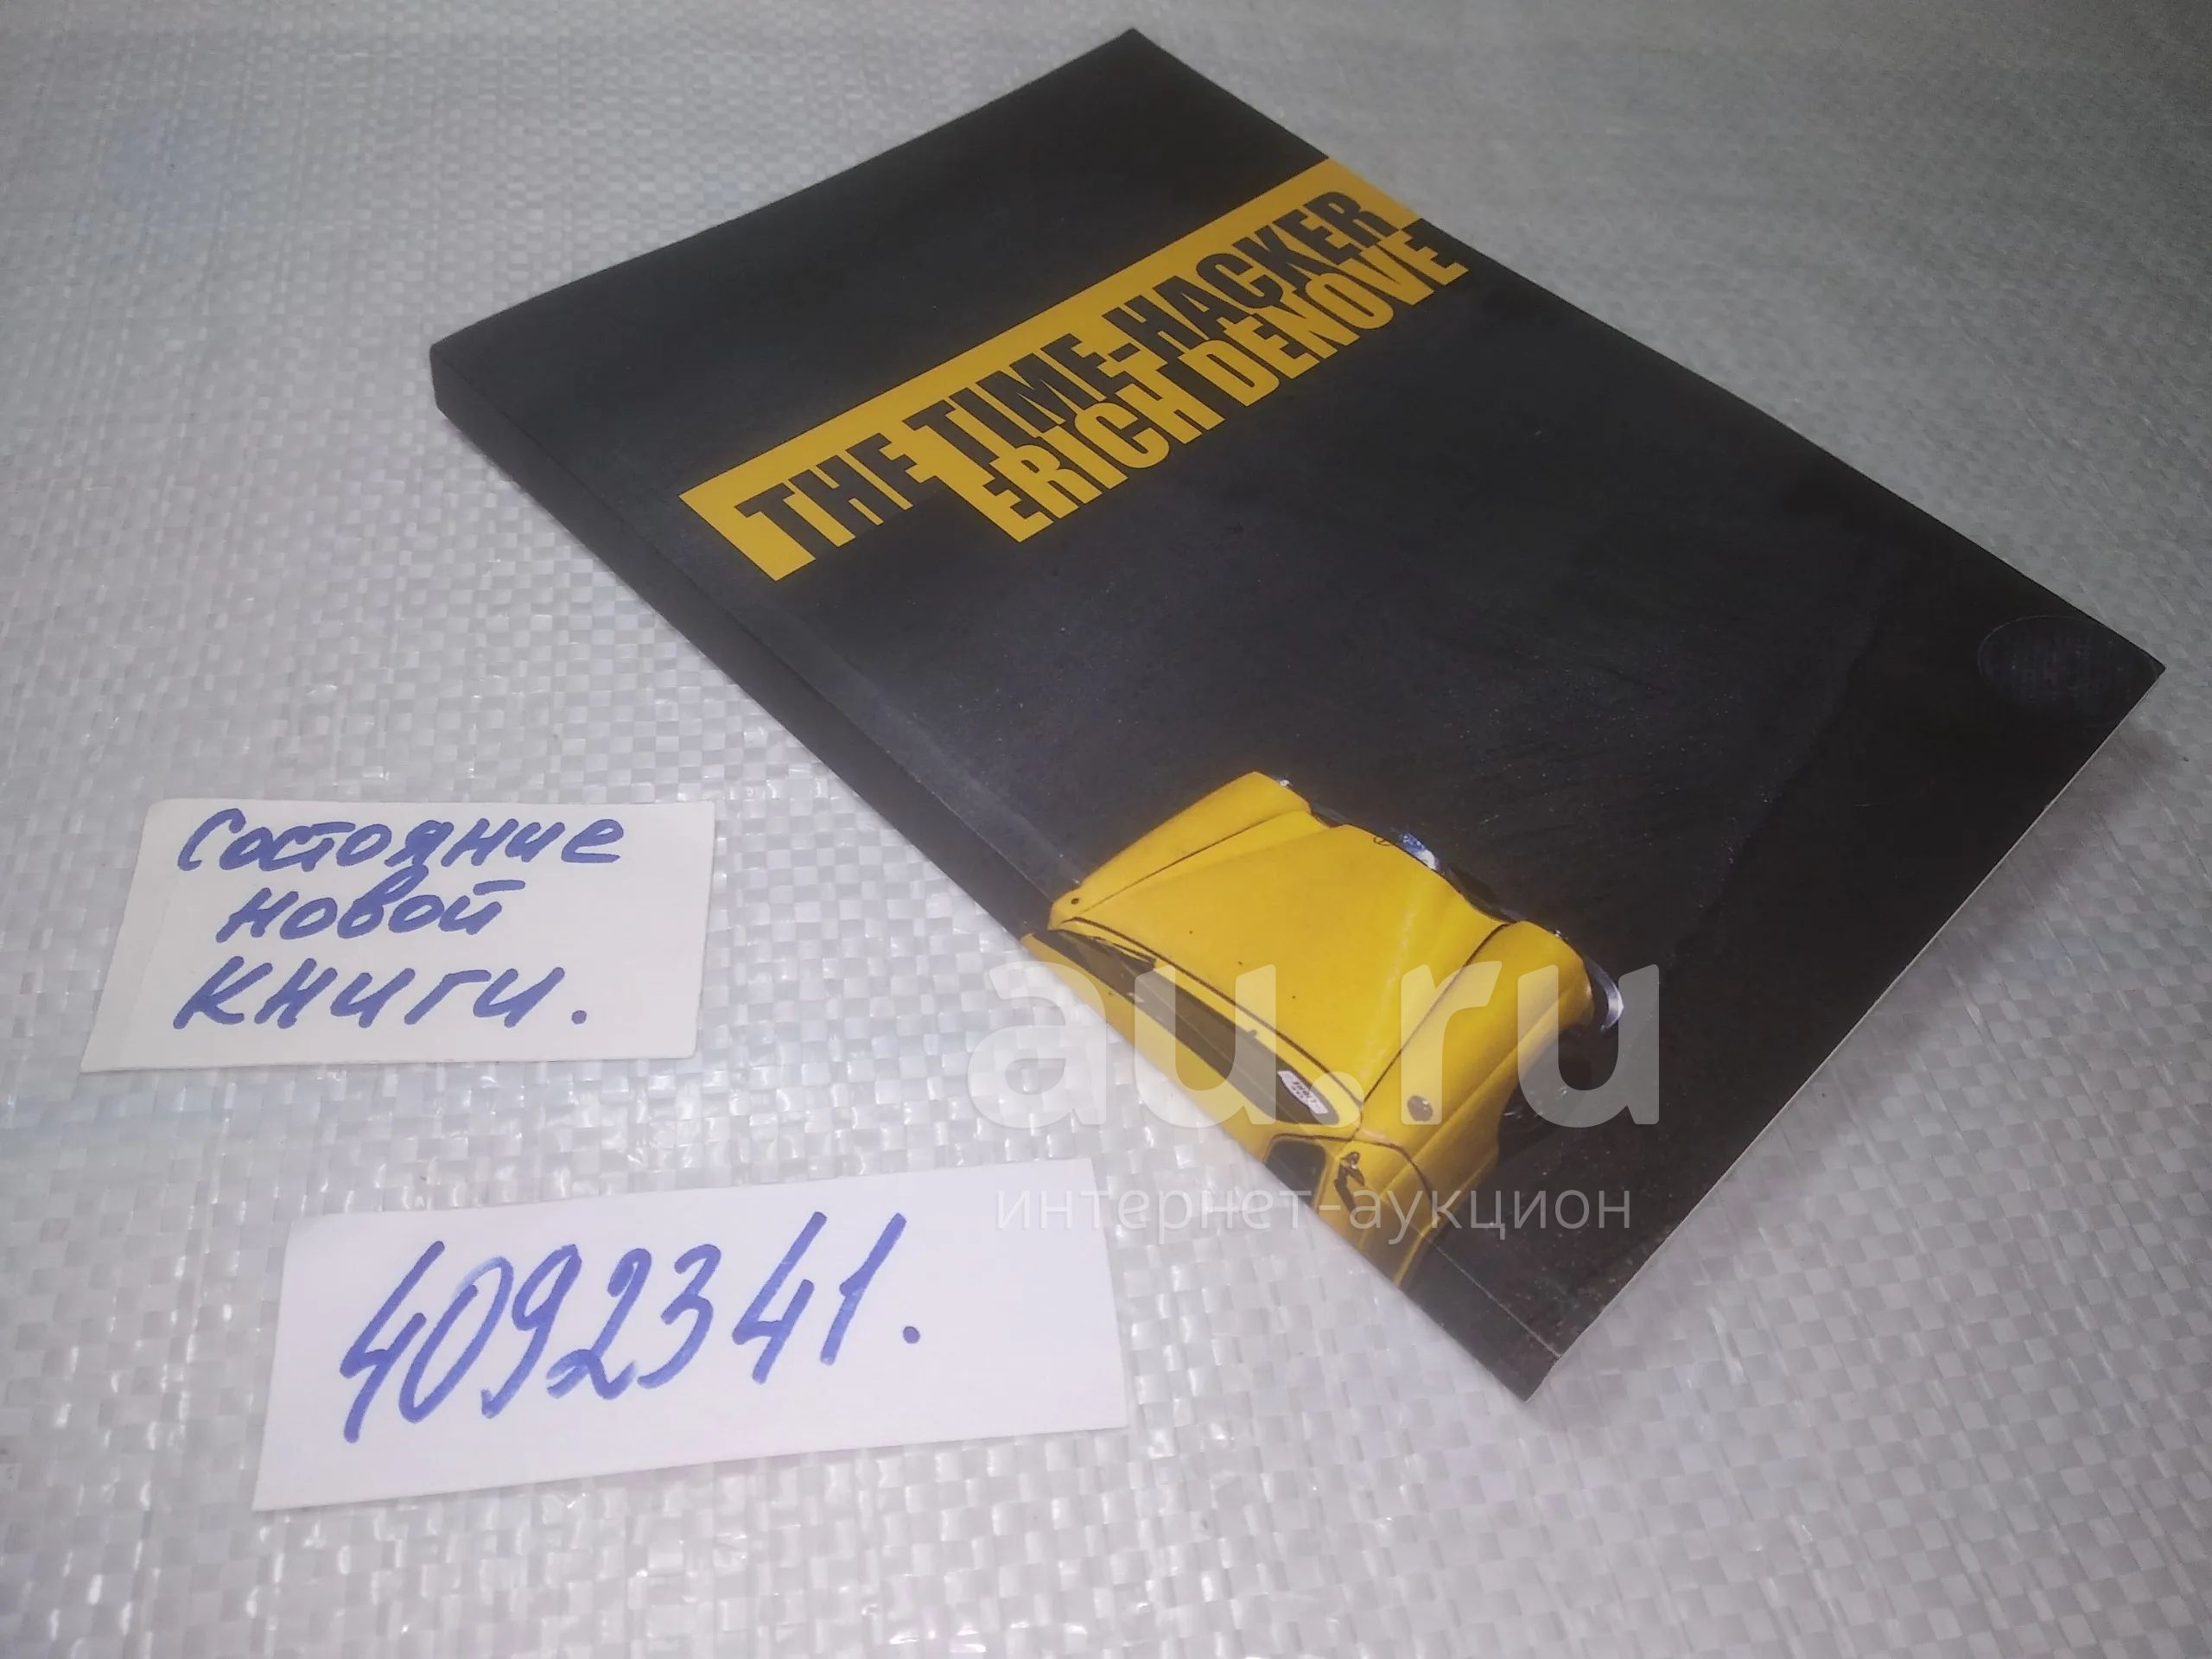 THE TIME-HACKER
ERICH DENOVE
Состояние
новой
книги.
au.ru
интернет-аукцион
4092341.